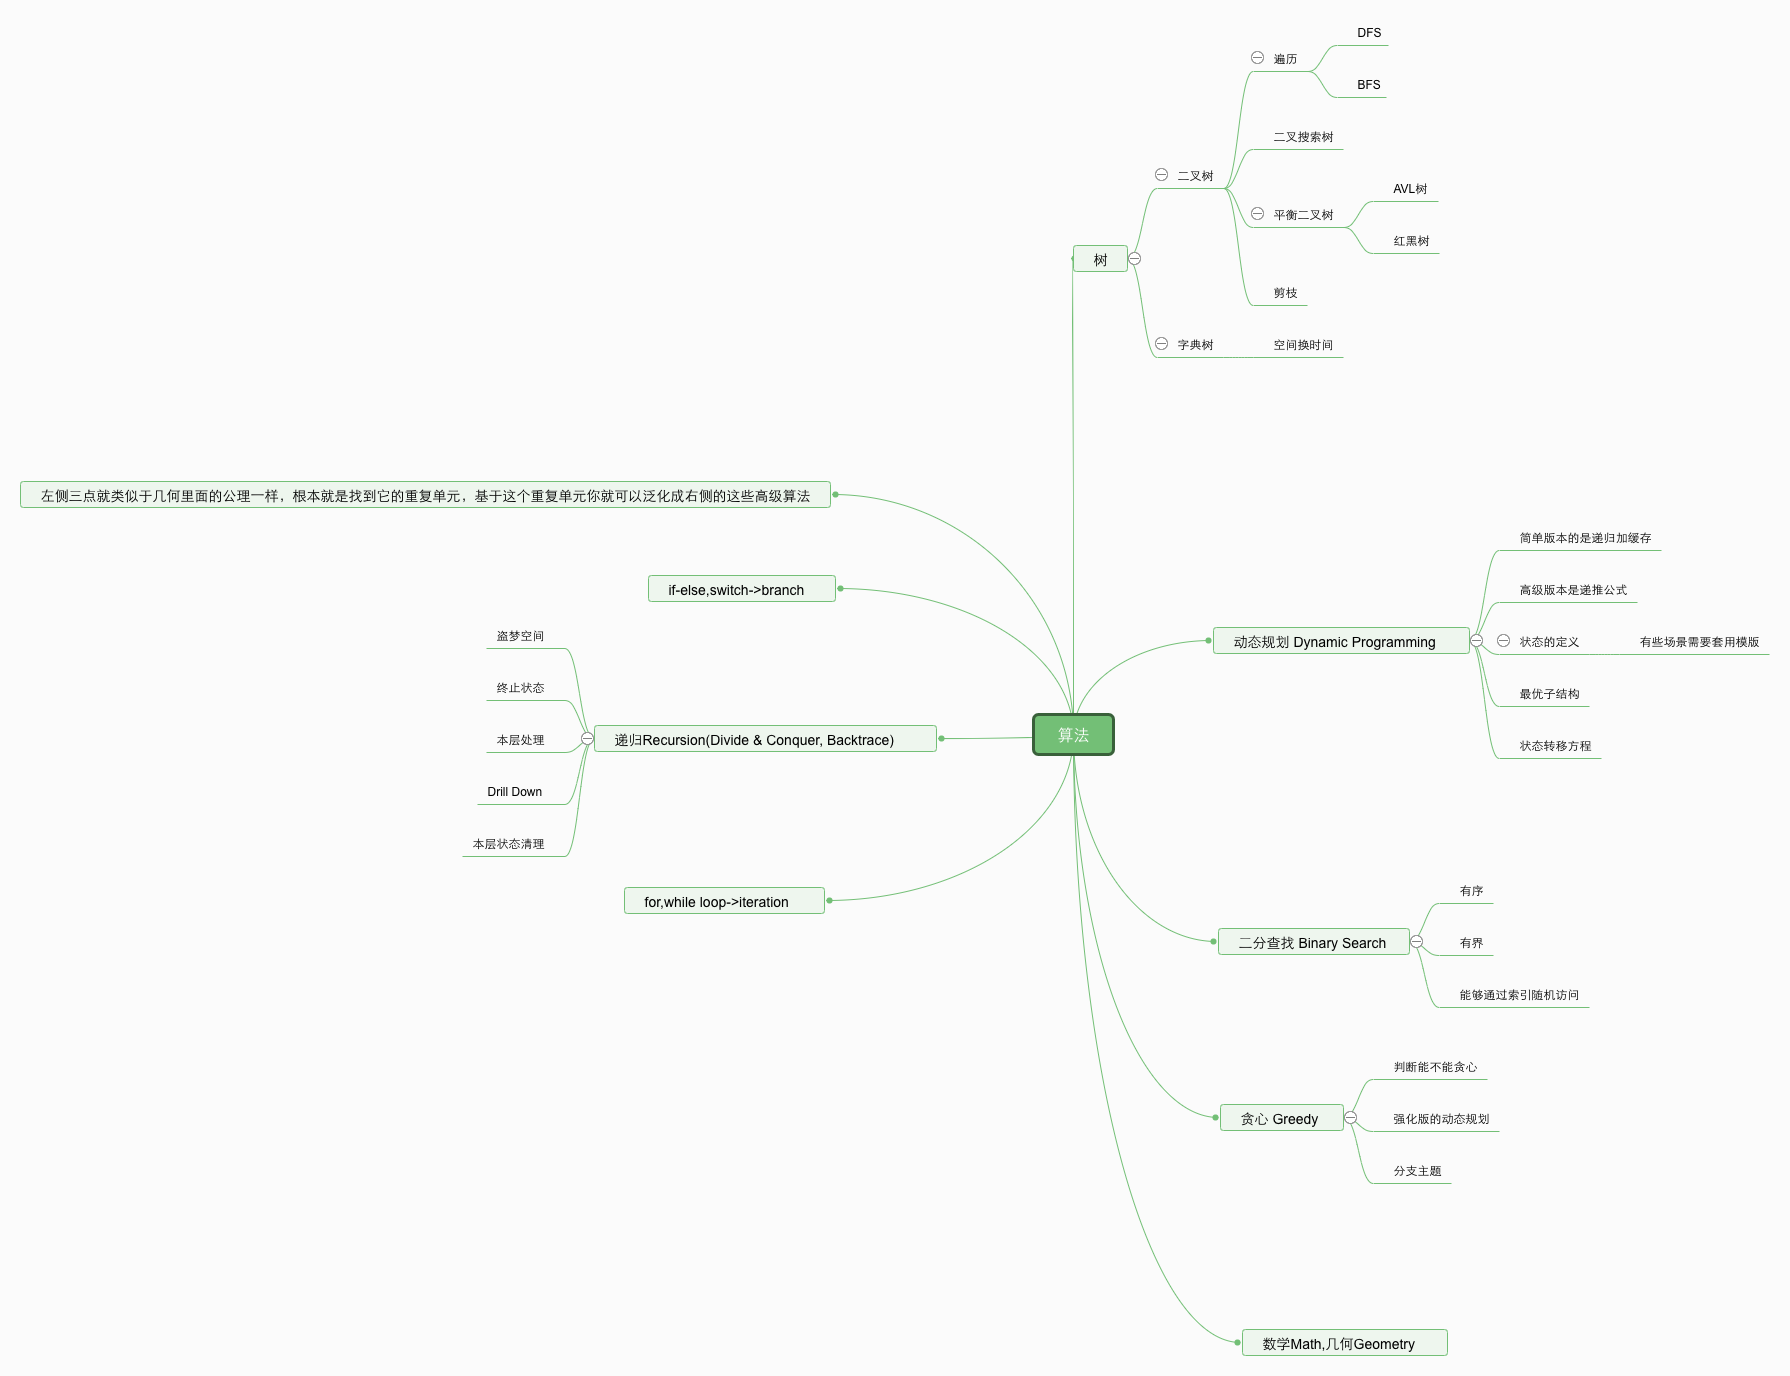 DFS
遍历
BFS
二叉搜索树
二叉树
AVL树
平衡二叉树
红黑树
树
剪枝
字典树
空间换时间
左侧三点就类似于几何里面的公理一样，根本就是找到它的重复单元，基于这个重复单元你就可以泛化成右侧的这些高级算法
if-else,switch->branch
盗梦空间
终止状态
本层处理
递归Recursion(Divide & Conquer, Backtrace)
Drill Down
本层状态清理
for,while loop->iteration
算法
简单版本的是递归加缓存
高级版本是递推公式
动态规划 Dynamic Programming
状态的定义
有些场景需要套用模版
最优子结构
状态转移方程
有序
二分查找 Binary Search
有界
能够通过索引随机访问
判断能不能贪心
贪心 Greedy
强化版的动态规划
分支主题
数学Math,几何Geometry